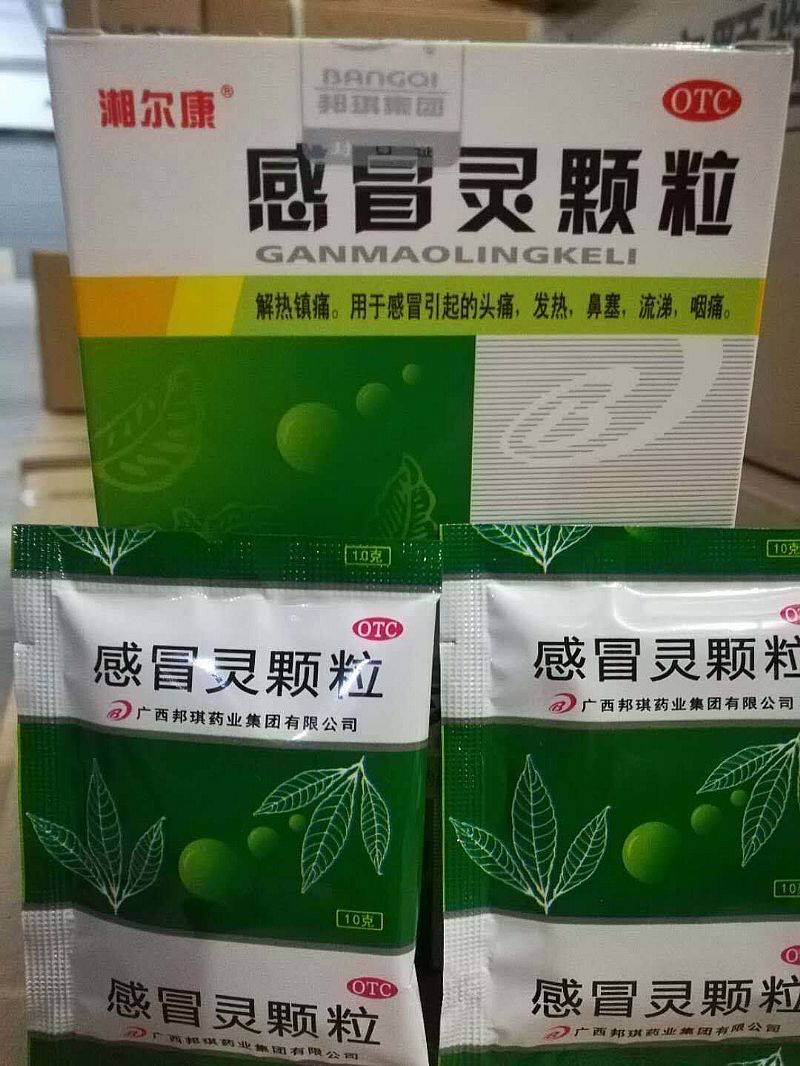 湘尔康®
BANGQI
邦琪集团
OTC
感冒灵颗粒
GANMAOLINGKELI
解热镇痛。用于感冒引起的头痛,发热,鼻塞,流涕,咽痛。
10克
OTC
感冒灵颗粒
广西邦琪药业集团有限公司
10克
OTC
感冒灵颗粒
广西邦琪药业集团有限公司
10克
感冒灵颗粒
广西邦琪药业集团有限公司
感冒灵颗粒
广西邦琪药业集团有限公司